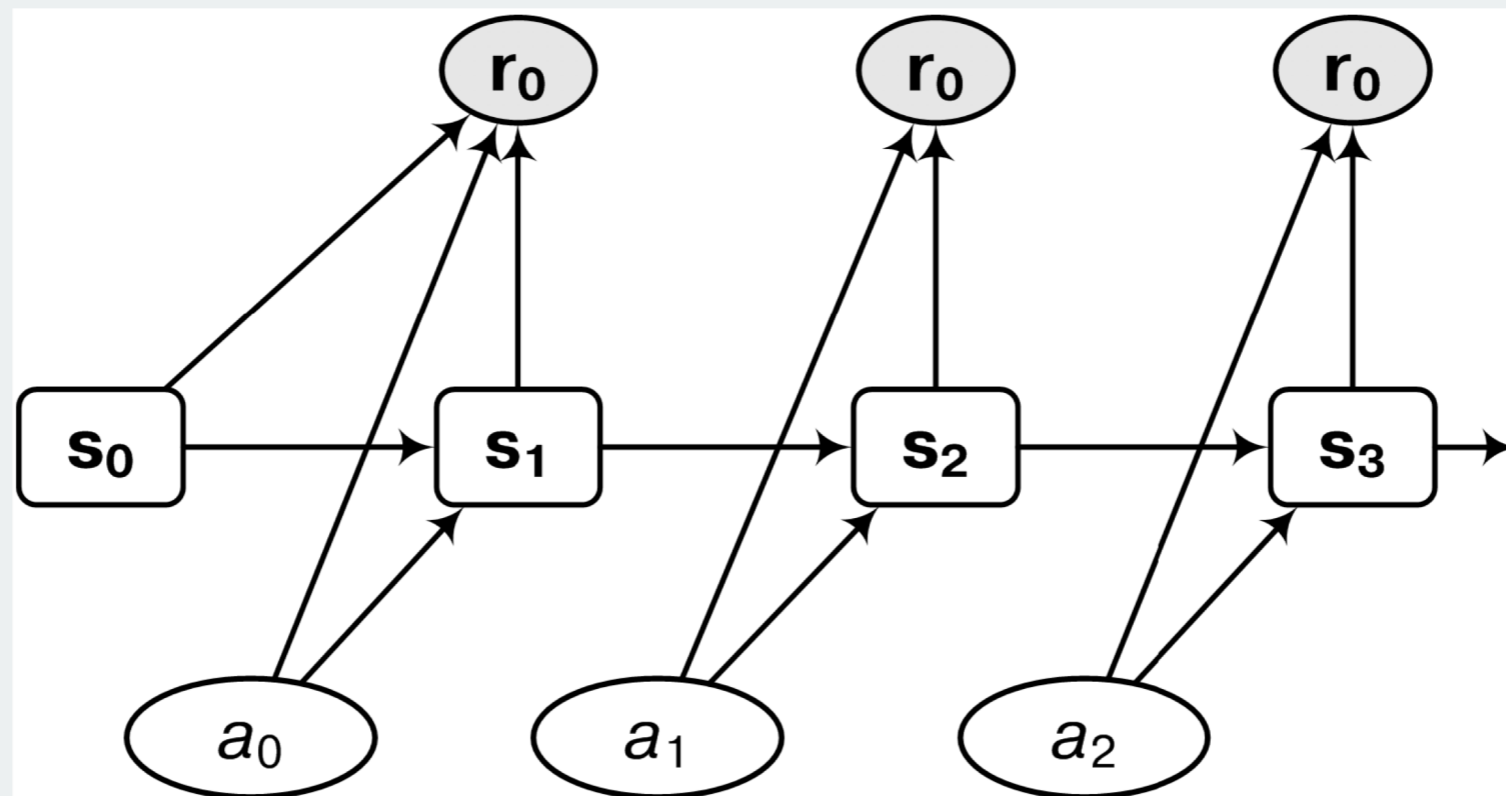 r₀ r₀ r₀
s₀ s₁ s₂ s₃
a₀ a₁ a₂